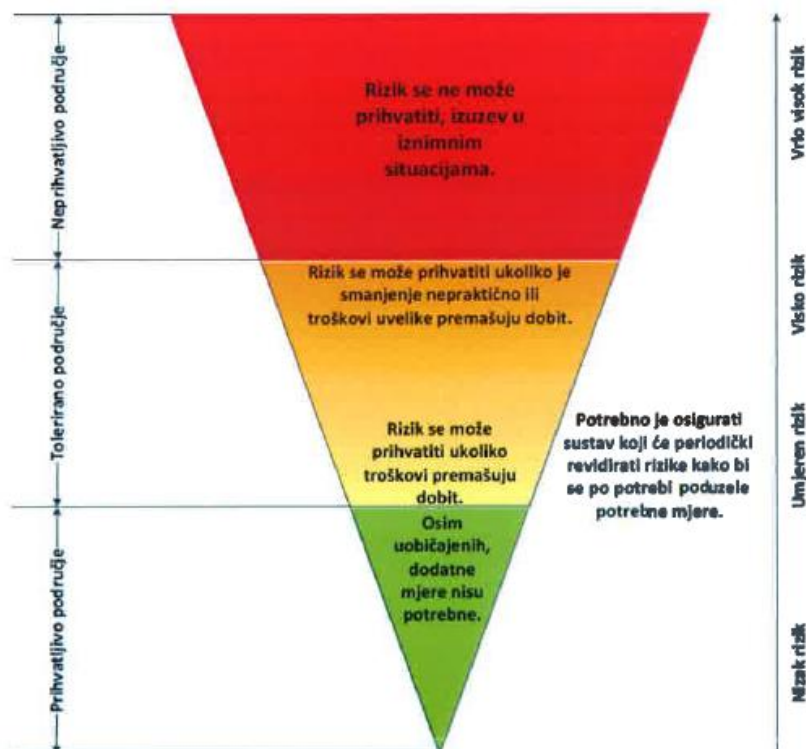 Neprihvatljivo područje
Tolerirano područje
Prihvatljivo područje
Rizik se ne može
prihvatiti, izuzev u
iznimnim
situacijama.
Rizik se može prihvatiti ukoliko je
smanjenje nepraktično ili
troškovi uvelike premašuju dobit.
Rizik se može
prihvatiti ukoliko
troškovi premašuju
dobit.
Osim
uobičajenih,
dodatne
mjere nisu
potrebne.
Potrebno je osigurati
sustav koji će periodički
revidirati rizike kako bi
se po potrebi poduzele
potrebne mjere.
Vrlo visok rizik
Visko rizik
Umjeren rizik
Nizak rizik